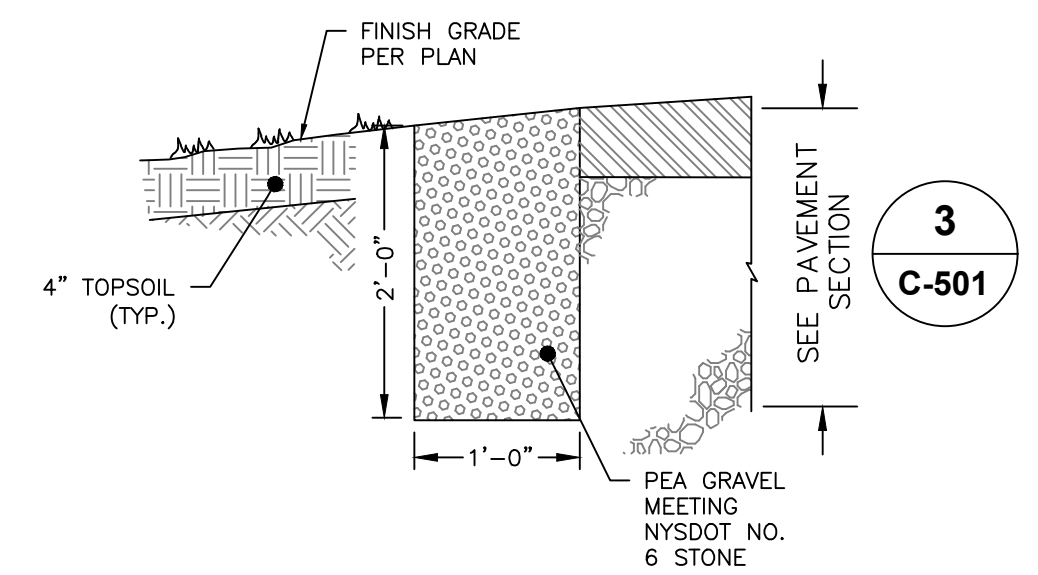 FINISH GRADE
PER PLAN
4” TOPSOIL
(TYP.)
2’-0”
1’-0”
PEA GRAVEL
MEETING
NYSDOT NO.
6 STONE
SEE PAVEMENT
SECTION
3
C-501